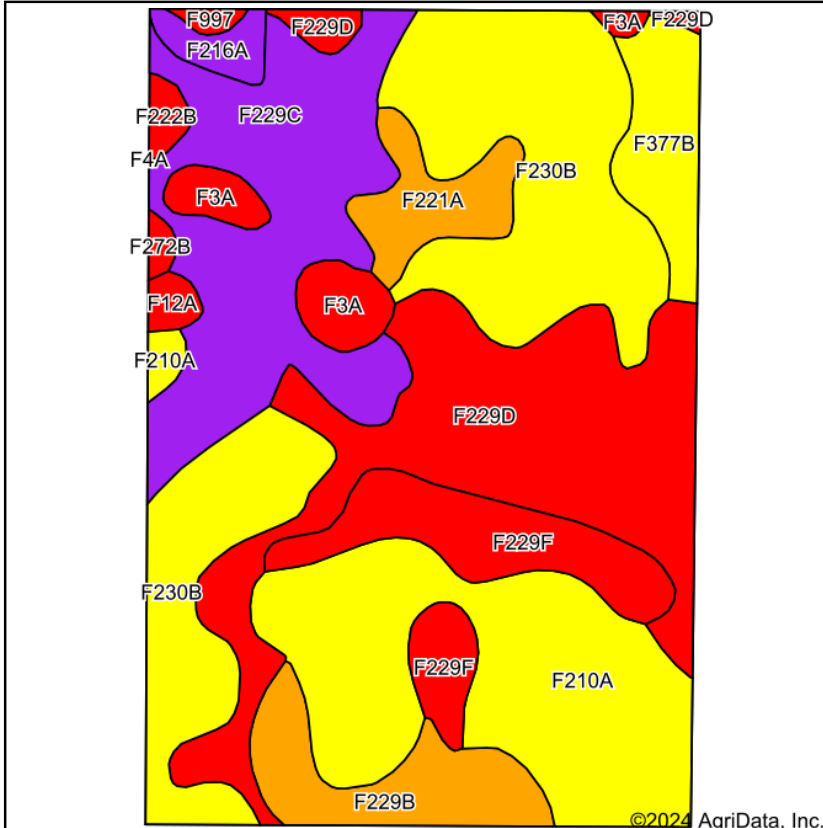 F997
F229D
F3A
F229D
F216A
F222B
F229C
F377B
F4A
F230B
F3A
F221A
F272B
F12A
F3A
F210A
F229D
F229F
F230B
F229F
F210A
F229B
©2024 AgriData, Inc.